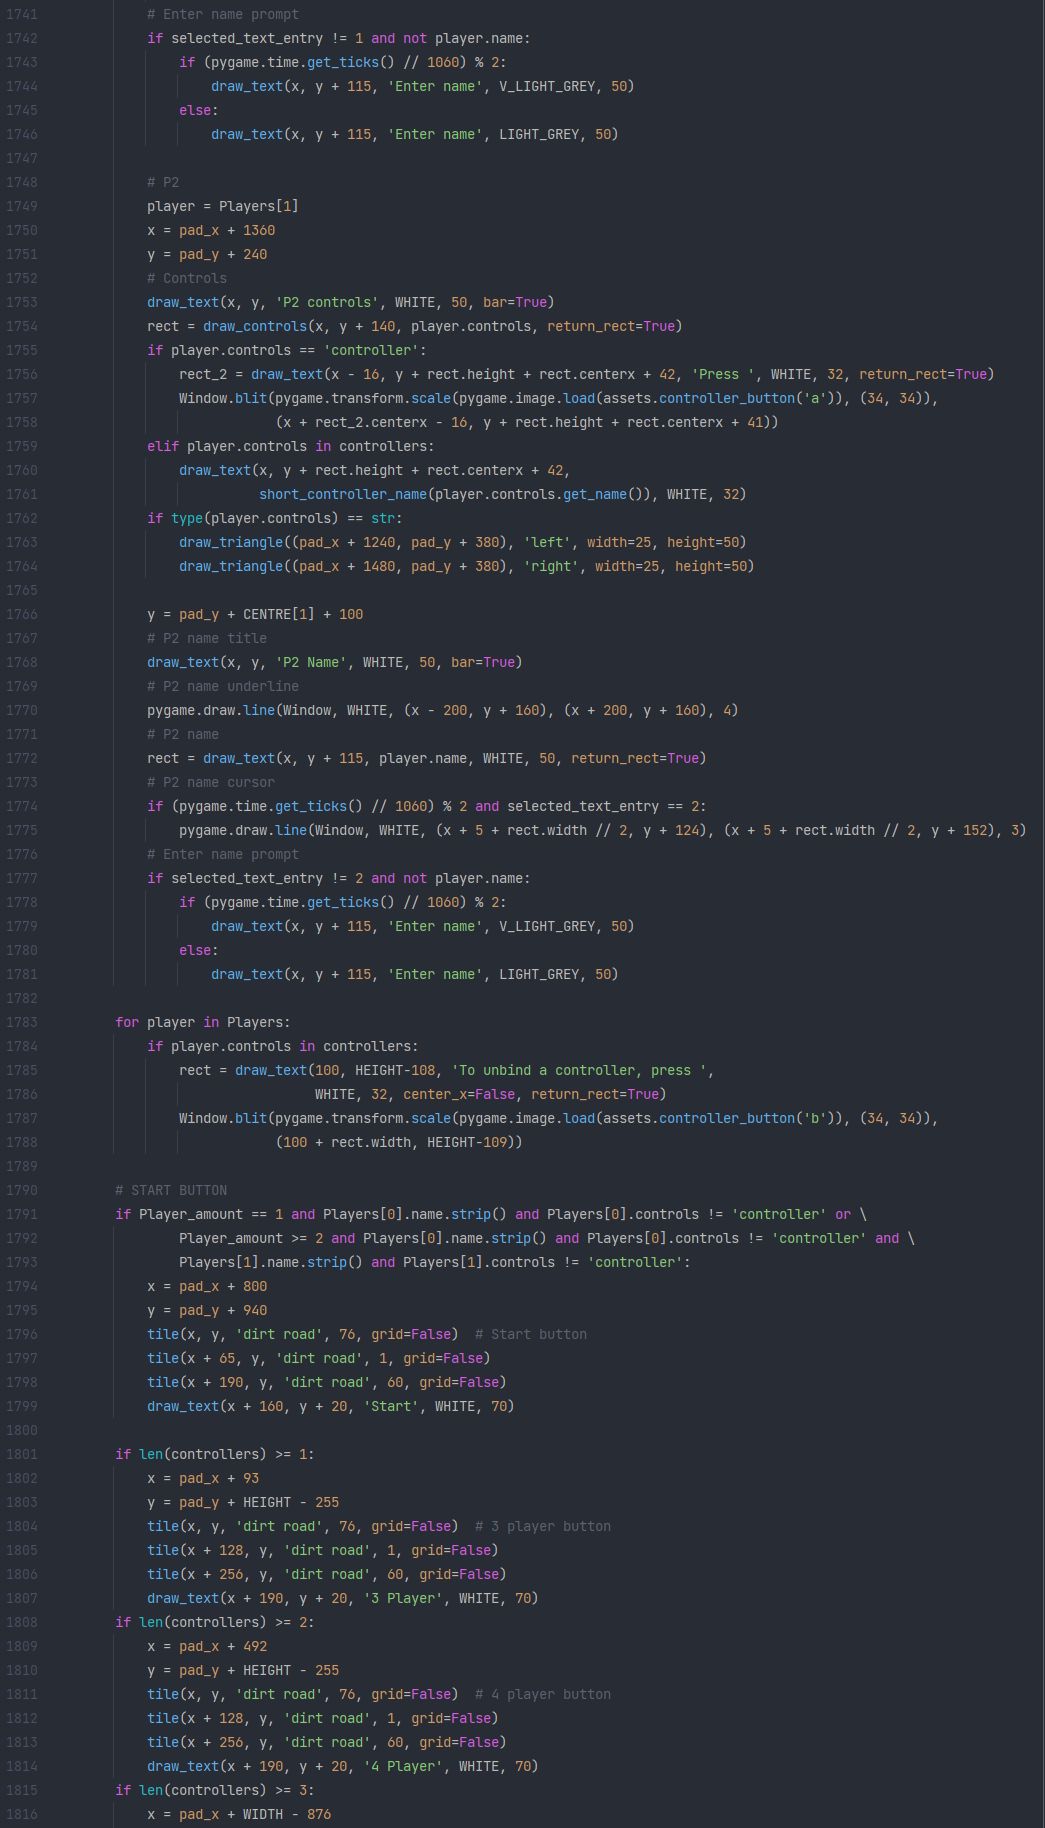 1741 # Enter name prompt
1742 if selected_text_entry != 1 and not player.name:
1743 if (pygame.time.get_ticks() // 1060) % 2:
1744 draw_text(x, y + 115, 'Enter name', V_LIGHT_GREY, 50)
1745 else:
1746 draw_text(x, y + 115, 'Enter name', LIGHT_GREY, 50)
1747
1748 # P2
1749 player = Players[1]
1750 x = pad_x + 1360
1751 y = pad_y + 240
1752 # Controls
1753 draw_text(x, y, 'P2 controls', WHITE, 50, bar=True)
1754 rect = draw_controls(x, y + 140, player.controls, return_rect=True)
1755 if player.controls == 'controller':
1756 rect_2 = draw_text(x - 16, y + rect.height + rect.centerx + 42, 'Press ', WHITE, 32, return_rect=True)
1757 Window.blit(pygame.transform.scale(pygame.image.load(assets.controller_button('a')), (34, 34)),
1758 (x + rect_2.centerx - 16, y + rect.height + rect.centerx + 41))
1759 elif player.controls in controllers:
1760 draw_text(x, y + rect.height + rect.centerx + 42,
1761 short_controller_name(player.controls.get_name()), WHITE, 32)
1762 if type(player.controls) == str:
1763 draw_triangle((pad_x + 1240, pad_y + 380), 'left', width=25, height=50)
1764 draw_triangle((pad_x + 1480, pad_y + 380), 'right', width=25, height=50)
1765
1766 y = pad_y + CENTRE[1] + 100
1767 # P2 name title
1768 draw_text(x, y, 'P2 Name', WHITE, 50, bar=True)
1769 # P2 name underline
1770 pygame.draw.line(Window, WHITE, (x - 200, y + 160), (x + 200, y + 160), 4)
1771 # P2 name
1772 rect = draw_text(x, y + 115, player.name, WHITE, 50, return_rect=True)
1773 # P2 name cursor
1774 if (pygame.time.get_ticks() // 1060) % 2 and selected_text_entry == 2:
1775 pygame.draw.line(Window, WHITE, (x + 5 + rect.width // 2, y + 124), (x + 5 + rect.width // 2, y + 152), 3)
1776 # Enter name prompt
1777 if selected_text_entry != 2 and not player.name:
1778 if (pygame.time.get_ticks() // 1060) % 2:
1779 draw_text(x, y + 115, 'Enter name', V_LIGHT_GREY, 50)
1780 else:
1781 draw_text(x, y + 115, 'Enter name', LIGHT_GREY, 50)
1782
1783 for player in Players:
1784 if player.controls in controllers:
1785 rect = draw_text(100, HEIGHT-108, 'To unbind a controller, press ',
1786 WHITE, 32, center_x=False, return_rect=True)
1787 Window.blit(pygame.transform.scale(pygame.image.load(assets.controller_button('b')), (34, 34)),
1788 (100 + rect.width, HEIGHT-109))
1789
1790 # START BUTTON
1791 if Player_amount == 1 and Players[0].name.strip() and Players[0].controls != 'controller' or \
1792 Player_amount >= 2 and Players[0].name.strip() and Players[0].controls != 'controller' and \
1793 Players[1].name.strip() and Players[1].controls != 'controller':
1794 x = pad_x + 800
1795 y = pad_y + 940
1796 tile(x, y, 'dirt road', 76, grid=False)  # Start button
1797 tile(x + 65, y, 'dirt road', 1, grid=False)
1798 tile(x + 190, y, 'dirt road', 60, grid=False)
1799 draw_text(x + 160, y + 20, 'Start', WHITE, 70)
1800
1801 if len(controllers) >= 1:
1802 x = pad_x + 93
1803 y = pad_y + HEIGHT - 255
1804 tile(x, y, 'dirt road', 76, grid=False)  # 3 player button
1805 tile(x + 128, y, 'dirt road', 1, grid=False)
1806 tile(x + 256, y, 'dirt road', 60, grid=False)
1807 draw_text(x + 190, y + 20, '3 Player', WHITE, 70)
1808 if len(controllers) >= 2:
1809 x = pad_x + 492
1810 y = pad_y + HEIGHT - 255
1811 tile(x, y, 'dirt road', 76, grid=False)  # 4 player button
1812 tile(x + 128, y, 'dirt road', 1, grid=False)
1813 tile(x + 256, y, 'dirt road', 60, grid=False)
1814 draw_text(x + 190, y + 20, '4 Player', WHITE, 70)
1815 if len(controllers) >= 3:
1816 x = pad_x + WIDTH - 876